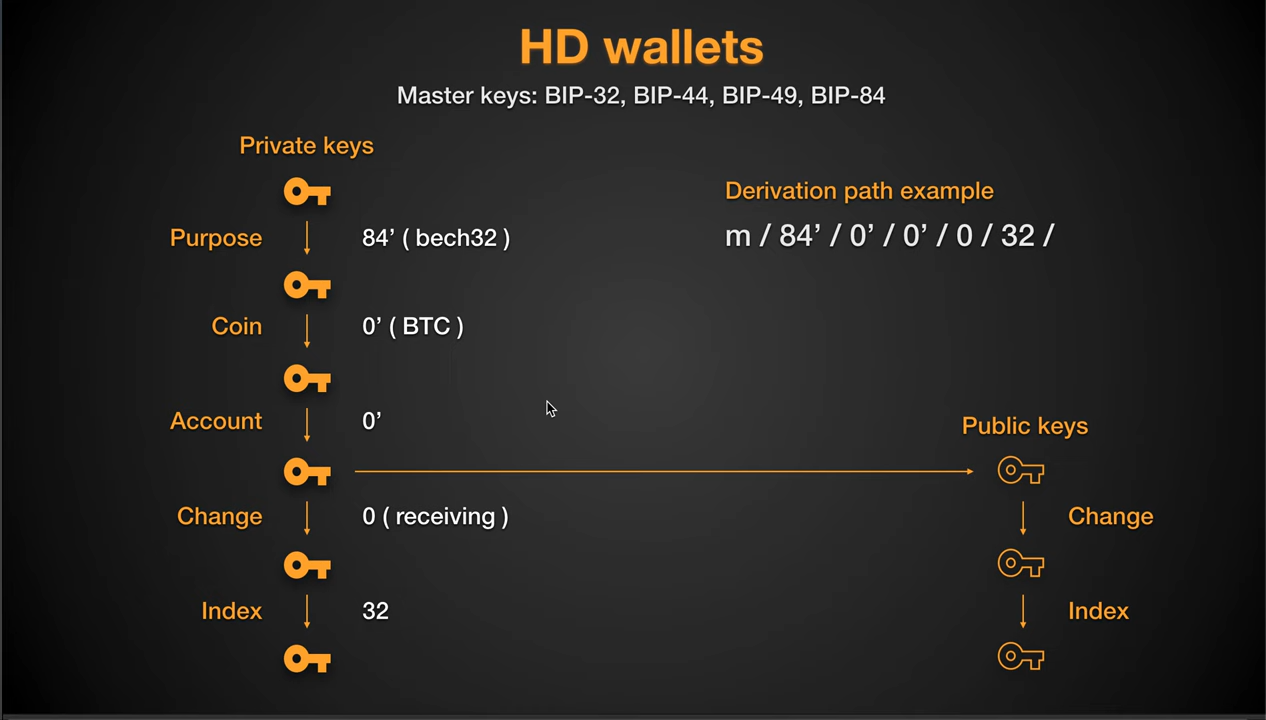 HD wallets
Master keys: BIP-32, BIP-44, BIP-49, BIP-84
Private keys
Purpose
84’ ( bech32 )
Coin
0’ ( BTC )
Account
0’
Change
0 ( receiving )
Index
32
Derivation path example
m / 84’ / 0’ / 0’ / 0 / 32 /
Public keys
Change
Index